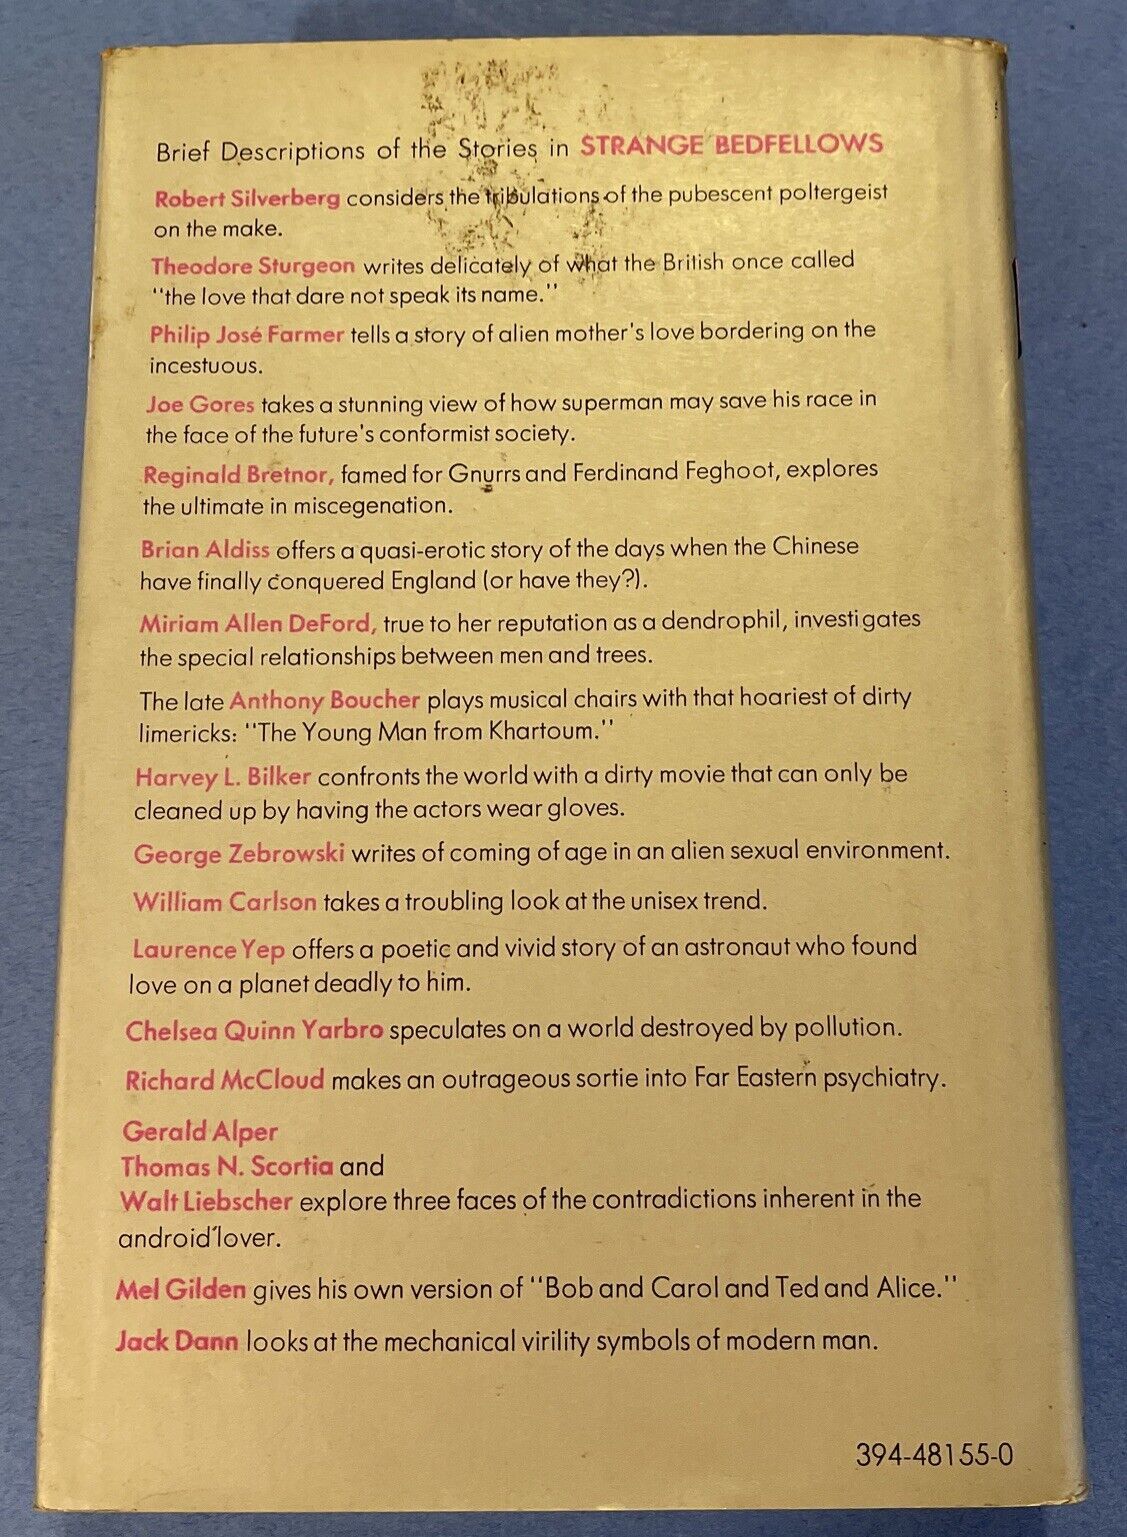 Brief Descriptions of the Stories in STRANGE BEDFELLOWS
Robert Silverberg considers the tribulations of the pubescent poltergeist
on the make.
Theodore Sturgeon writes delicately of what the British once called
"the love that dare not speak its name."
Philip José Farmer tells a story of alien mother's love bordering on the
incestuous.
Joe Gores takes a stunning view of how superman may save his race in
the face of the future's conformist society.
Reginald Bretnor, famed for Gnurrs and Ferdinand Feghoot, explores
the ultimate in miscegenation.
Brian Aldiss offers a quasi-erotic story of the days when the Chinese
have finally conquered England (or have they?).
Miriam Allen DeFord, true to her reputation as a dendrophil, investigates
the special relationships between men and trees.
The late Anthony Boucher plays musical chairs with that hoariest of dirty
limericks: "The Young Man from Khartoum."
Harvey L. Bilker confronts the world with a dirty movie that can only be
cleaned up by having the actors wear gloves.
George Zebrowski writes of coming of age in an alien sexual environment.
William Carlson takes a troubling look at the unisex trend.
Laurence Yep offers a poetic and vivid story of an astronaut who found
love on a planet deadly to him.
Chelsea Quinn Yarbro speculates on a world destroyed by pollution.
Richard McCloud makes an outrageous sortie into Far Eastern psychiatry.
Gerald Alper
Thomas N. Scortia and
Walt Liebscher explore three faces of the contradictions inherent in the
android lover.
Mel Gilden gives his own version of "Bob and Carol and Ted and Alice."
Jack Dann looks at the mechanical virility symbols of modern man.
394-48155-0